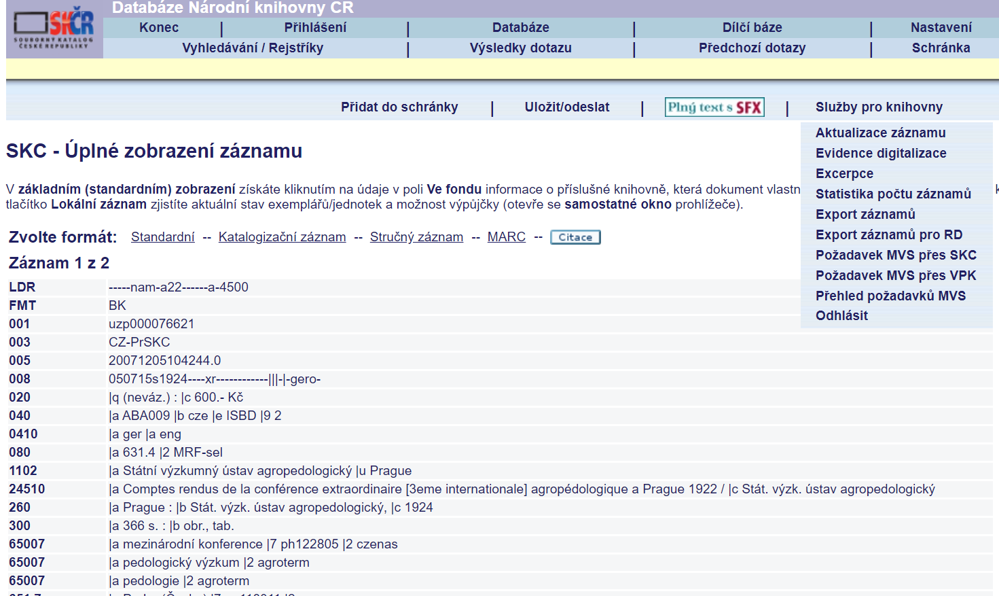 Databáze Národní knihovny ČR
SKČR
SOUBORNÝ KATALOG
ČESKÉ REPUBLIKY
Konec | Přihlášení | Databáze | Dílčí báze | Nastavení
Vyhledávání / Rejstříky | Výsledky dotazu | Předchozí dotazy | Schránka
Přidat do schránky | Uložit/odeslat | Plný text s SFX | Služby pro knihovny
Aktualizace záznamu
Evidence digitalizace
Excerpce
Statistika počtu záznamů
Export záznamů
Export záznamů pro RD
Požadavek MVS přes SKC
Požadavek MVS přes VPK
Přehled požadavků MVS
Odhlásit
SKC - Úplné zobrazení záznamu
V základním (standardním) zobrazení získáte kliknutím na údaje v poli Ve fondu informace o příslušné knihovně, která dokument vlastn
tlačítko Lokální záznam zjistíte aktuální stav exemplářů/jednotek a možnost výpůjčky (otevře se samostatné okno prohlížeče).
Zvolte formát: Standardní -- Katalogizační záznam -- Stručný záznam -- MARC -- Citace
Záznam 1 z 2
LDR -----nam-a22------a-4500
FMT BK
001 uzp000076621
003 CZ-PrSKC
005 20071205104244.0
008 050715s1924----xr------------|||-|-gero-
020 |q (neváz.) : |c 600.- Kč
040 |a ABA009 |b cze |e ISBD |9 2
0410 |a ger |a eng
080 |a 631.4 |2 MRF-sel
1102 |a Státní výzkumný ústav agropedologický |u Prague
24510 |a Comptes rendus de la conférence extraordinaire [3eme internationale] agropédologique a Prague 1922 / |c Stát. výzk. ústav agropedologický
260 |a Prague : |b Stát. výzk. ústav agropedologický, |c 1924
300 |a 366 s. : |b obr., tab.
65007 |a mezinárodní konference |7 ph122805 |2 czenas
65007 |a pedologický výzkum |2 agroterm
65007 |a pedologie |2 agroterm